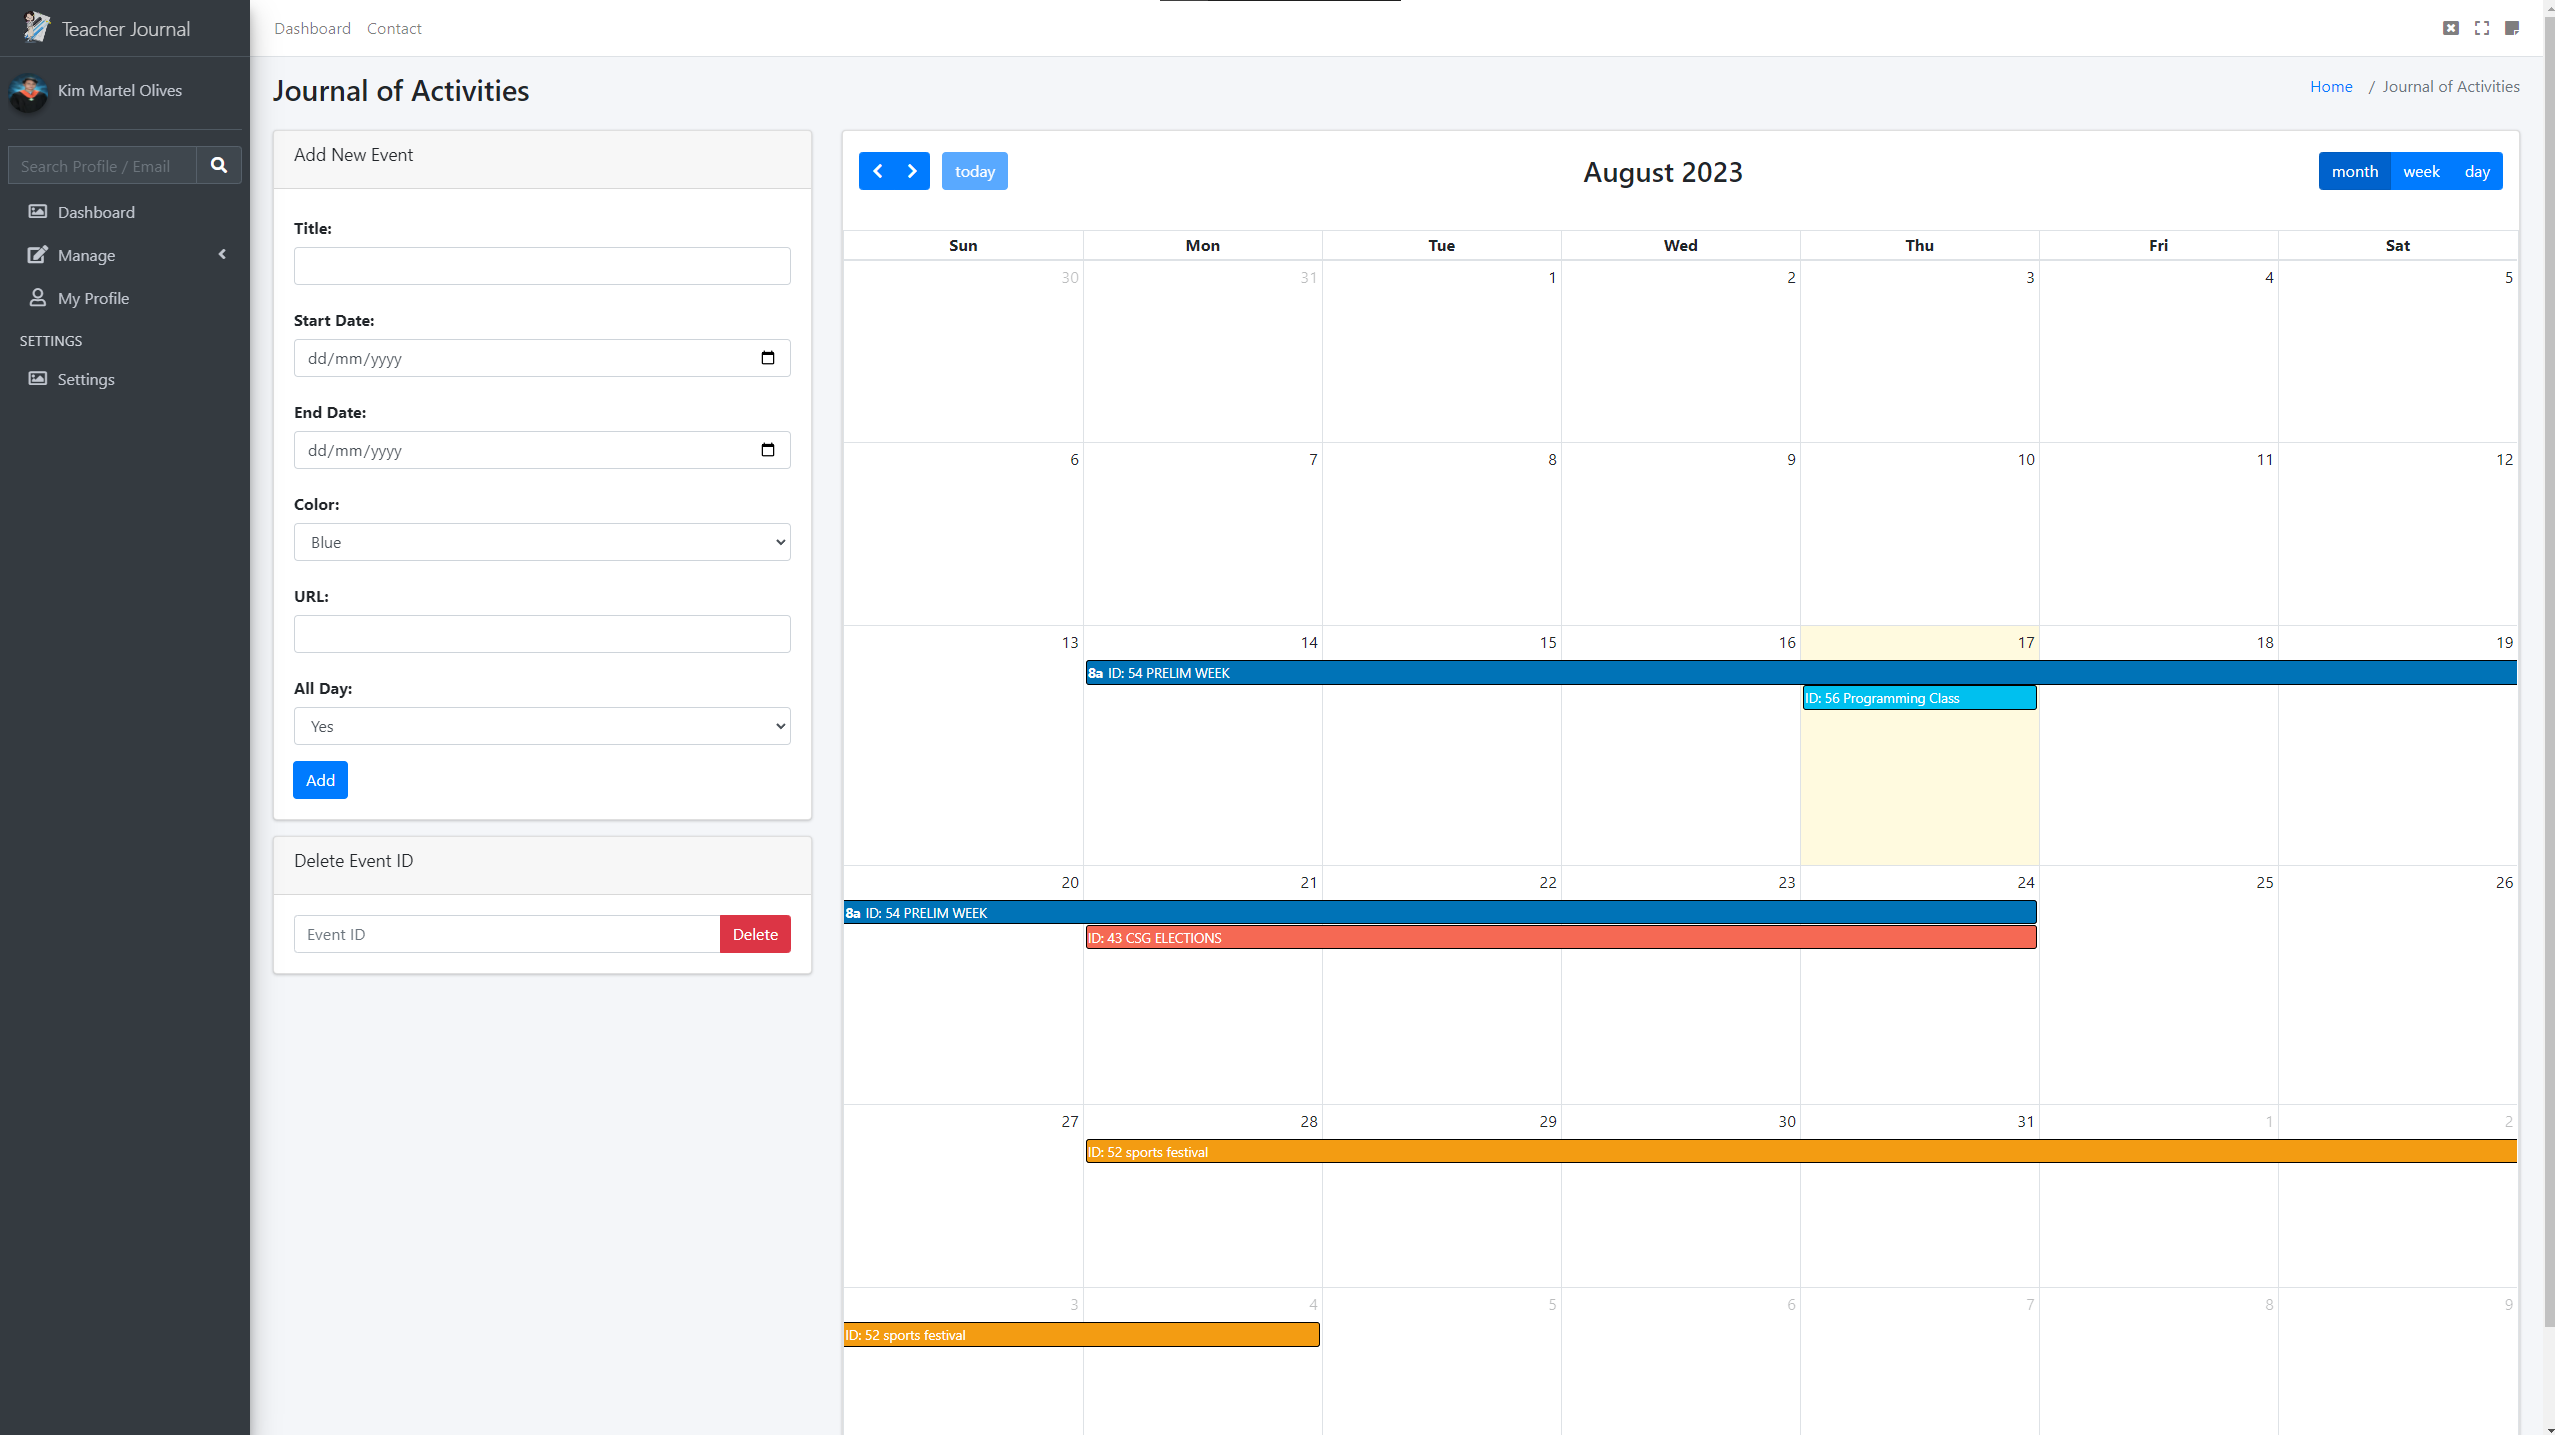 Teacher Journal
Dashboard Contact
Kim Martel Olives
Search Profile / Email
Dashboard
Manage
My Profile
SETTINGS
Settings
Journal of Activities
Home / Journal of Activities
Add New Event
Title:
Start Date:
dd/mm/yyyy
End Date:
dd/mm/yyyy
Color:
Blue
URL:
All Day:
Yes
Add
Delete Event ID
Event ID Delete
today August 2023 month week day
Sun Mon Tue Wed Thu Fri Sat
30 31 1 2 3 4 5
6 7 8 9 10 11 12
13 14 15 16 17 18 19
8a ID: 54 PRELIM WEEK
ID: 56 Programming Class
20 21 22 23 24 25 26
8a ID: 54 PRELIM WEEK
ID: 43 CSG ELECTIONS
27 28 29 30 31 1 2
ID: 52 sports festival
3 4 5 6 7 8 9
ID: 52 sports festival